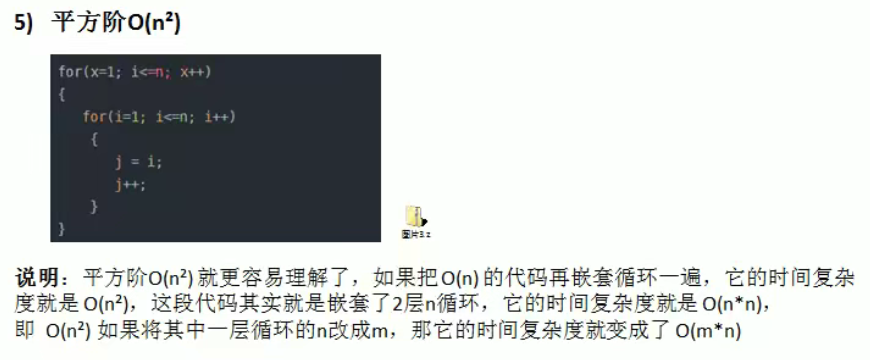 5) 平方阶O(n²)
for(x=1; i<=n; x++)
{
for(i=1; i<=n; i++)
{
j = i;
j++;
}
}
图片3.z
说明：平方阶O(n²) 就更容易理解了，如果把 O(n) 的代码再嵌套循环一遍，它的时间复杂
度就是 O(n²)，这段代码其实就是嵌套了2层n循环，它的时间复杂度就是 O(n*n)，
即 O(n²) 如果将其中一层循环的n改成m，那它的时间复杂度就变成了 O(m*n)